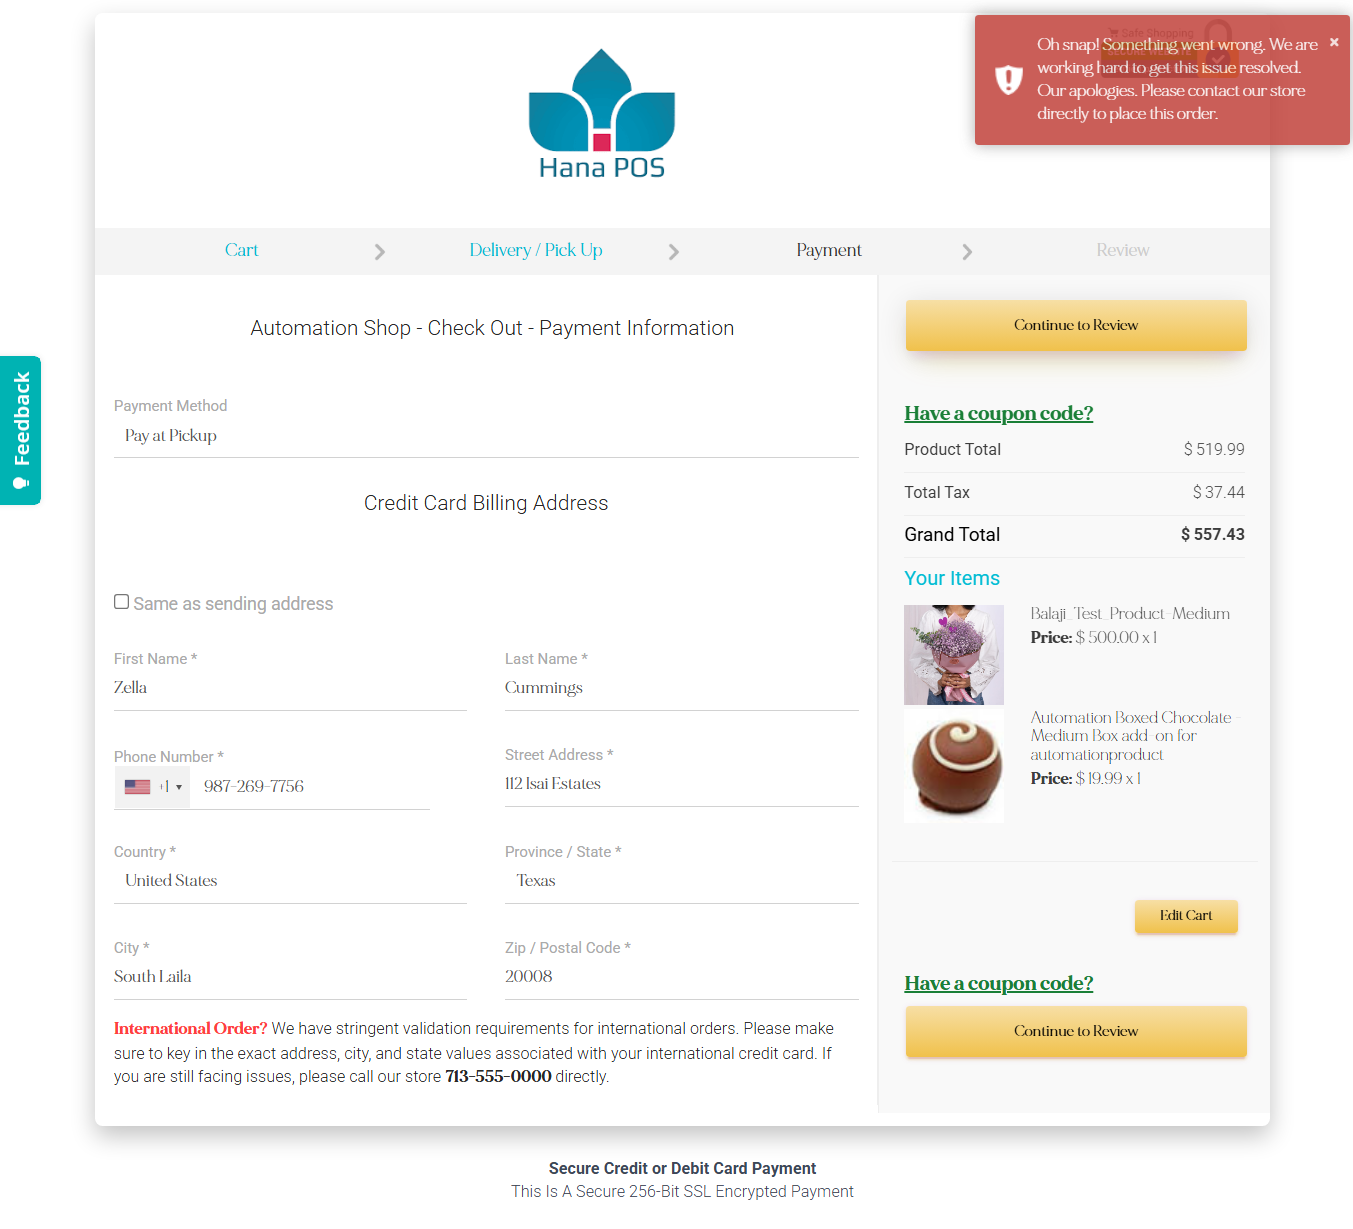 Safe Shopping
Oh snap! Something went wrong. We are
working hard to get this issue resolved.
Our apologies. Please contact our store
directly to place this order.
×
Hana POS
Cart
Delivery / Pick Up
Payment
Review
Automation Shop - Check Out - Payment Information
Continue to Review
Feedback
Payment Method
Pay at Pickup
Credit Card Billing Address
Same as sending address
First Name *
Zella
Last Name *
Cummings
Phone Number *
+1
987-269-7756
Street Address *
112 Isai Estates
Country *
United States
Province / State *
Texas
City *
South Laila
Zip / Postal Code *
20008
International Order? We have stringent validation requirements for international orders. Please make
sure to key in the exact address, city, and state values associated with your international credit card. If
you are still facing issues, please call our store 713-555-0000 directly.
Have a coupon code?
Product Total $ 519.99
Total Tax $ 37.44
Grand Total $ 557.43
Your Items
Balaji_Test_Product-Medium
Price: $ 500.00 x 1
Automation Boxed Chocolate -
Medium Box add-on for
automationproduct
Price: $ 19.99 x 1
Edit Cart
Have a coupon code?
Continue to Review
Secure Credit or Debit Card Payment
This Is A Secure 256-Bit SSL Encrypted Payment